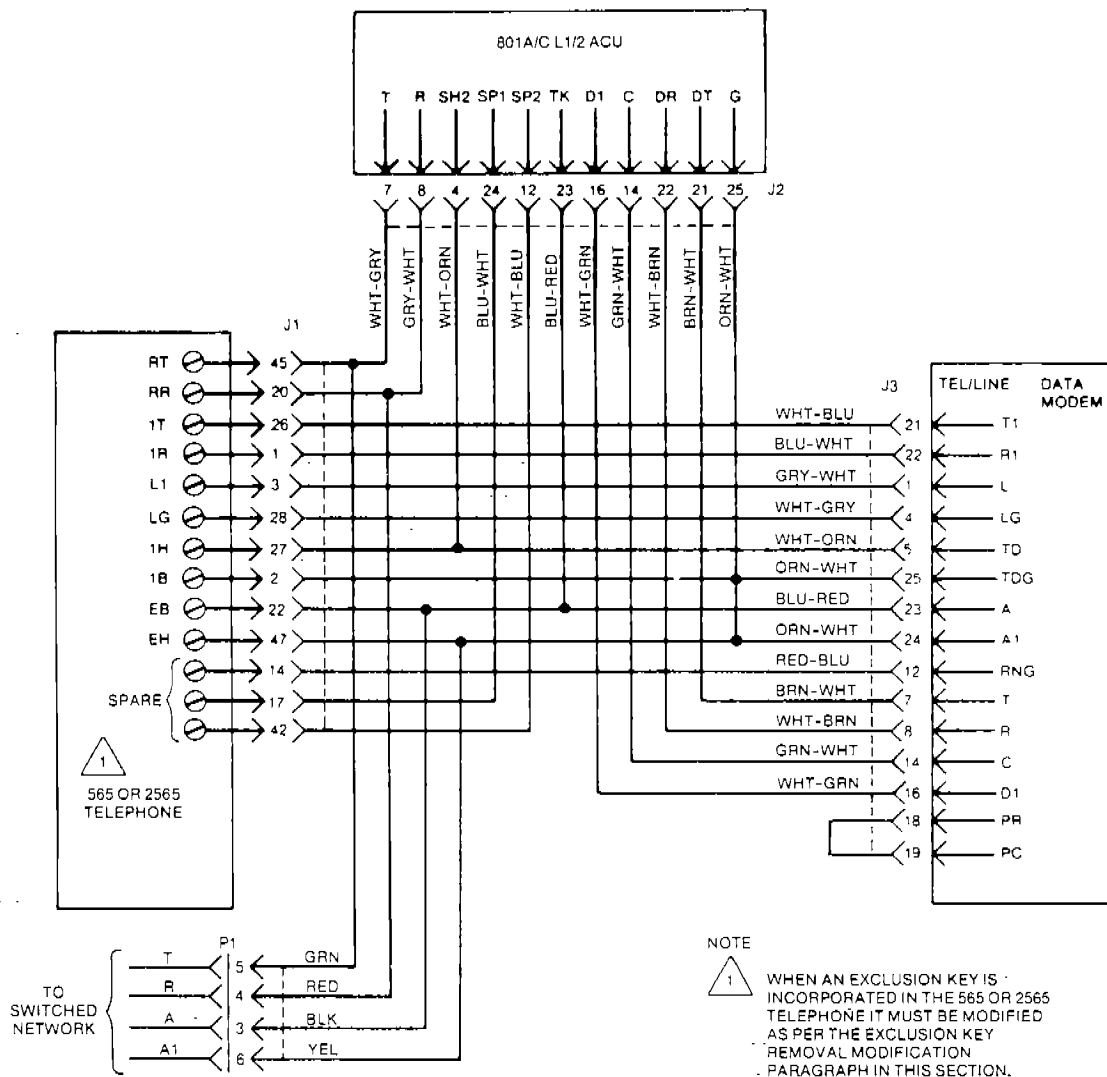 801A/C L1/2 ACU
T R SH2 SP1 SP2 TK D1 C DR DT G
7 8 4 24 12 23 16 14 22 21 25 J2
WHT-GRY
GRY-WHT
WHT-ORN
BLU-WHT
WHT-BLU
BLU-RED
WHT-GRN
GRN-WHT
WHT-BRN
BRN-WHT
ORN-WHT
J1
RT 45
RR 20
1T 26
1R 1
L1 3
LG 28
1H 27
1B 2
EB 22
EH 47
SPARE
14
17
42
1
565 OR 2565
TELEPHONE
J3 TEL/LINE DATA
MODEM
WHT-BLU 21 T1
BLU-WHT 22 R1
GRY-WHT 1 L
WHT-GRY 4 LG
WHT-ORN 5 TD
ORN-WHT 25 TDG
BLU-RED 23 A
ORN-WHT 24 A1
RED-BLU 12 RNG
BRN-WHT 7 T
WHT-BRN 8 R
GRN-WHT 14 C
WHT-GRN 16 D1
18 PR
19 PC
P1
TO
SWITCHED
NETWORK
T 5 GRN
R 4 RED
A 3 BLK
A1 6 YEL
NOTE
1
WHEN AN EXCLUSION KEY IS
INCORPORATED IN THE 565 OR 2565
TELEPHONE IT MUST BE MODIFIED
AS PER THE EXCLUSION KEY
REMOVAL MODIFICATION
PARAGRAPH IN THIS SECTION.